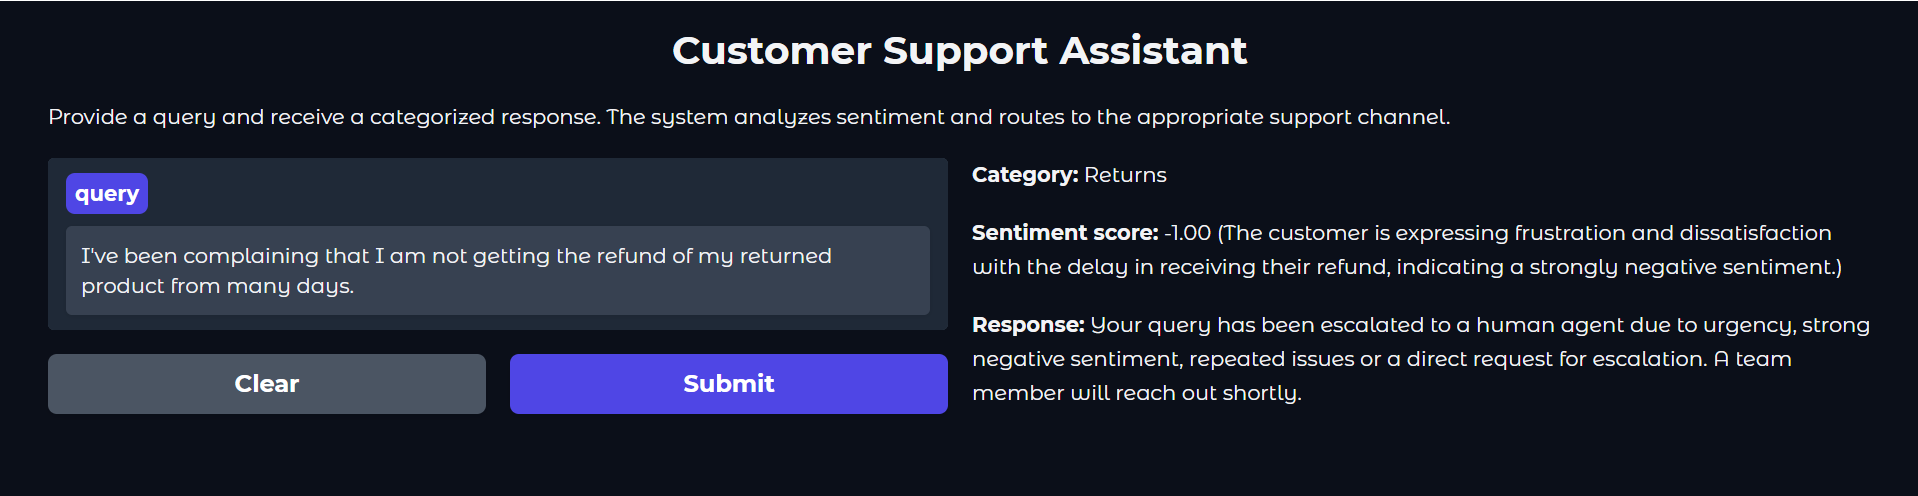 Customer Support Assistant
Provide a query and receive a categorized response. The system analyzes sentiment and routes to the appropriate support channel.
query
I've been complaining that I am not getting the refund of my returned
product from many days.
Clear
Submit
Category: Returns
Sentiment score: -1.00 (The customer is expressing frustration and dissatisfaction
with the delay in receiving their refund, indicating a strongly negative sentiment.)
Response: Your query has been escalated to a human agent due to urgency, strong
negative sentiment, repeated issues or a direct request for escalation. A team
member will reach out shortly.